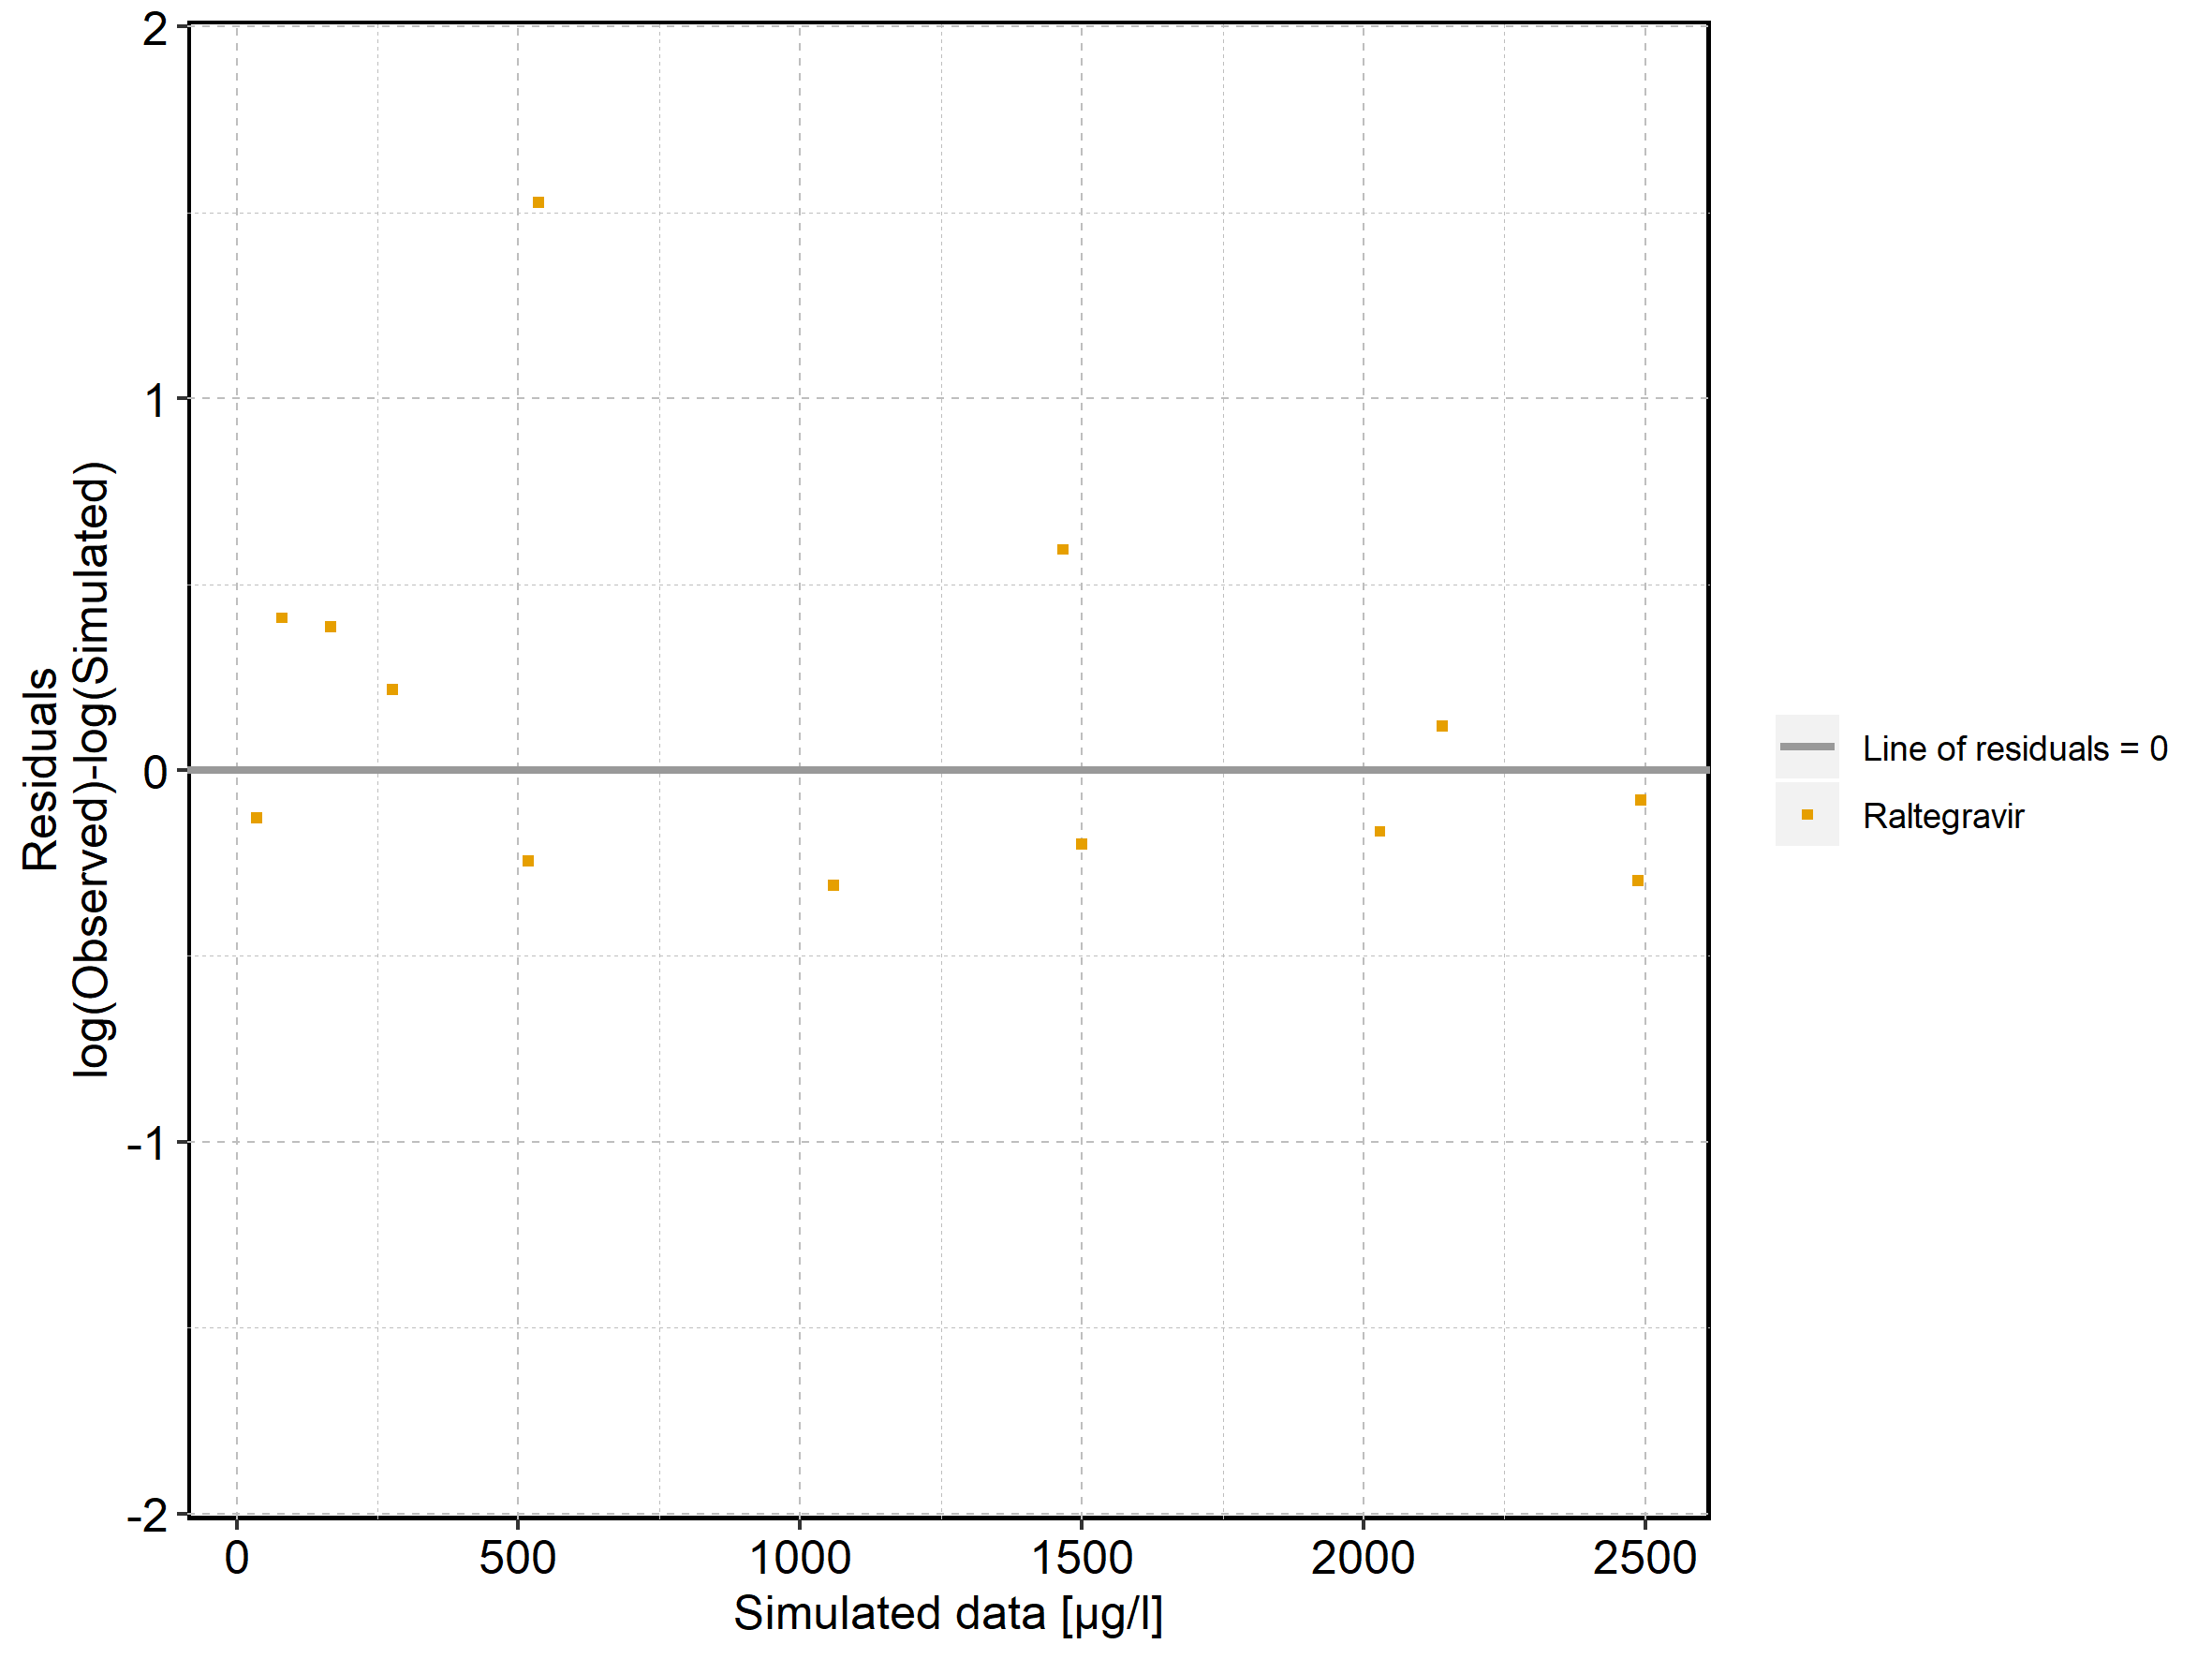 2
1
0
-1
-2
Residuals
log(Observed)-log(Simulated)
0 500 1000 1500 2000 2500
Simulated data [µg/l]
Line of residuals = 0
Raltegravir